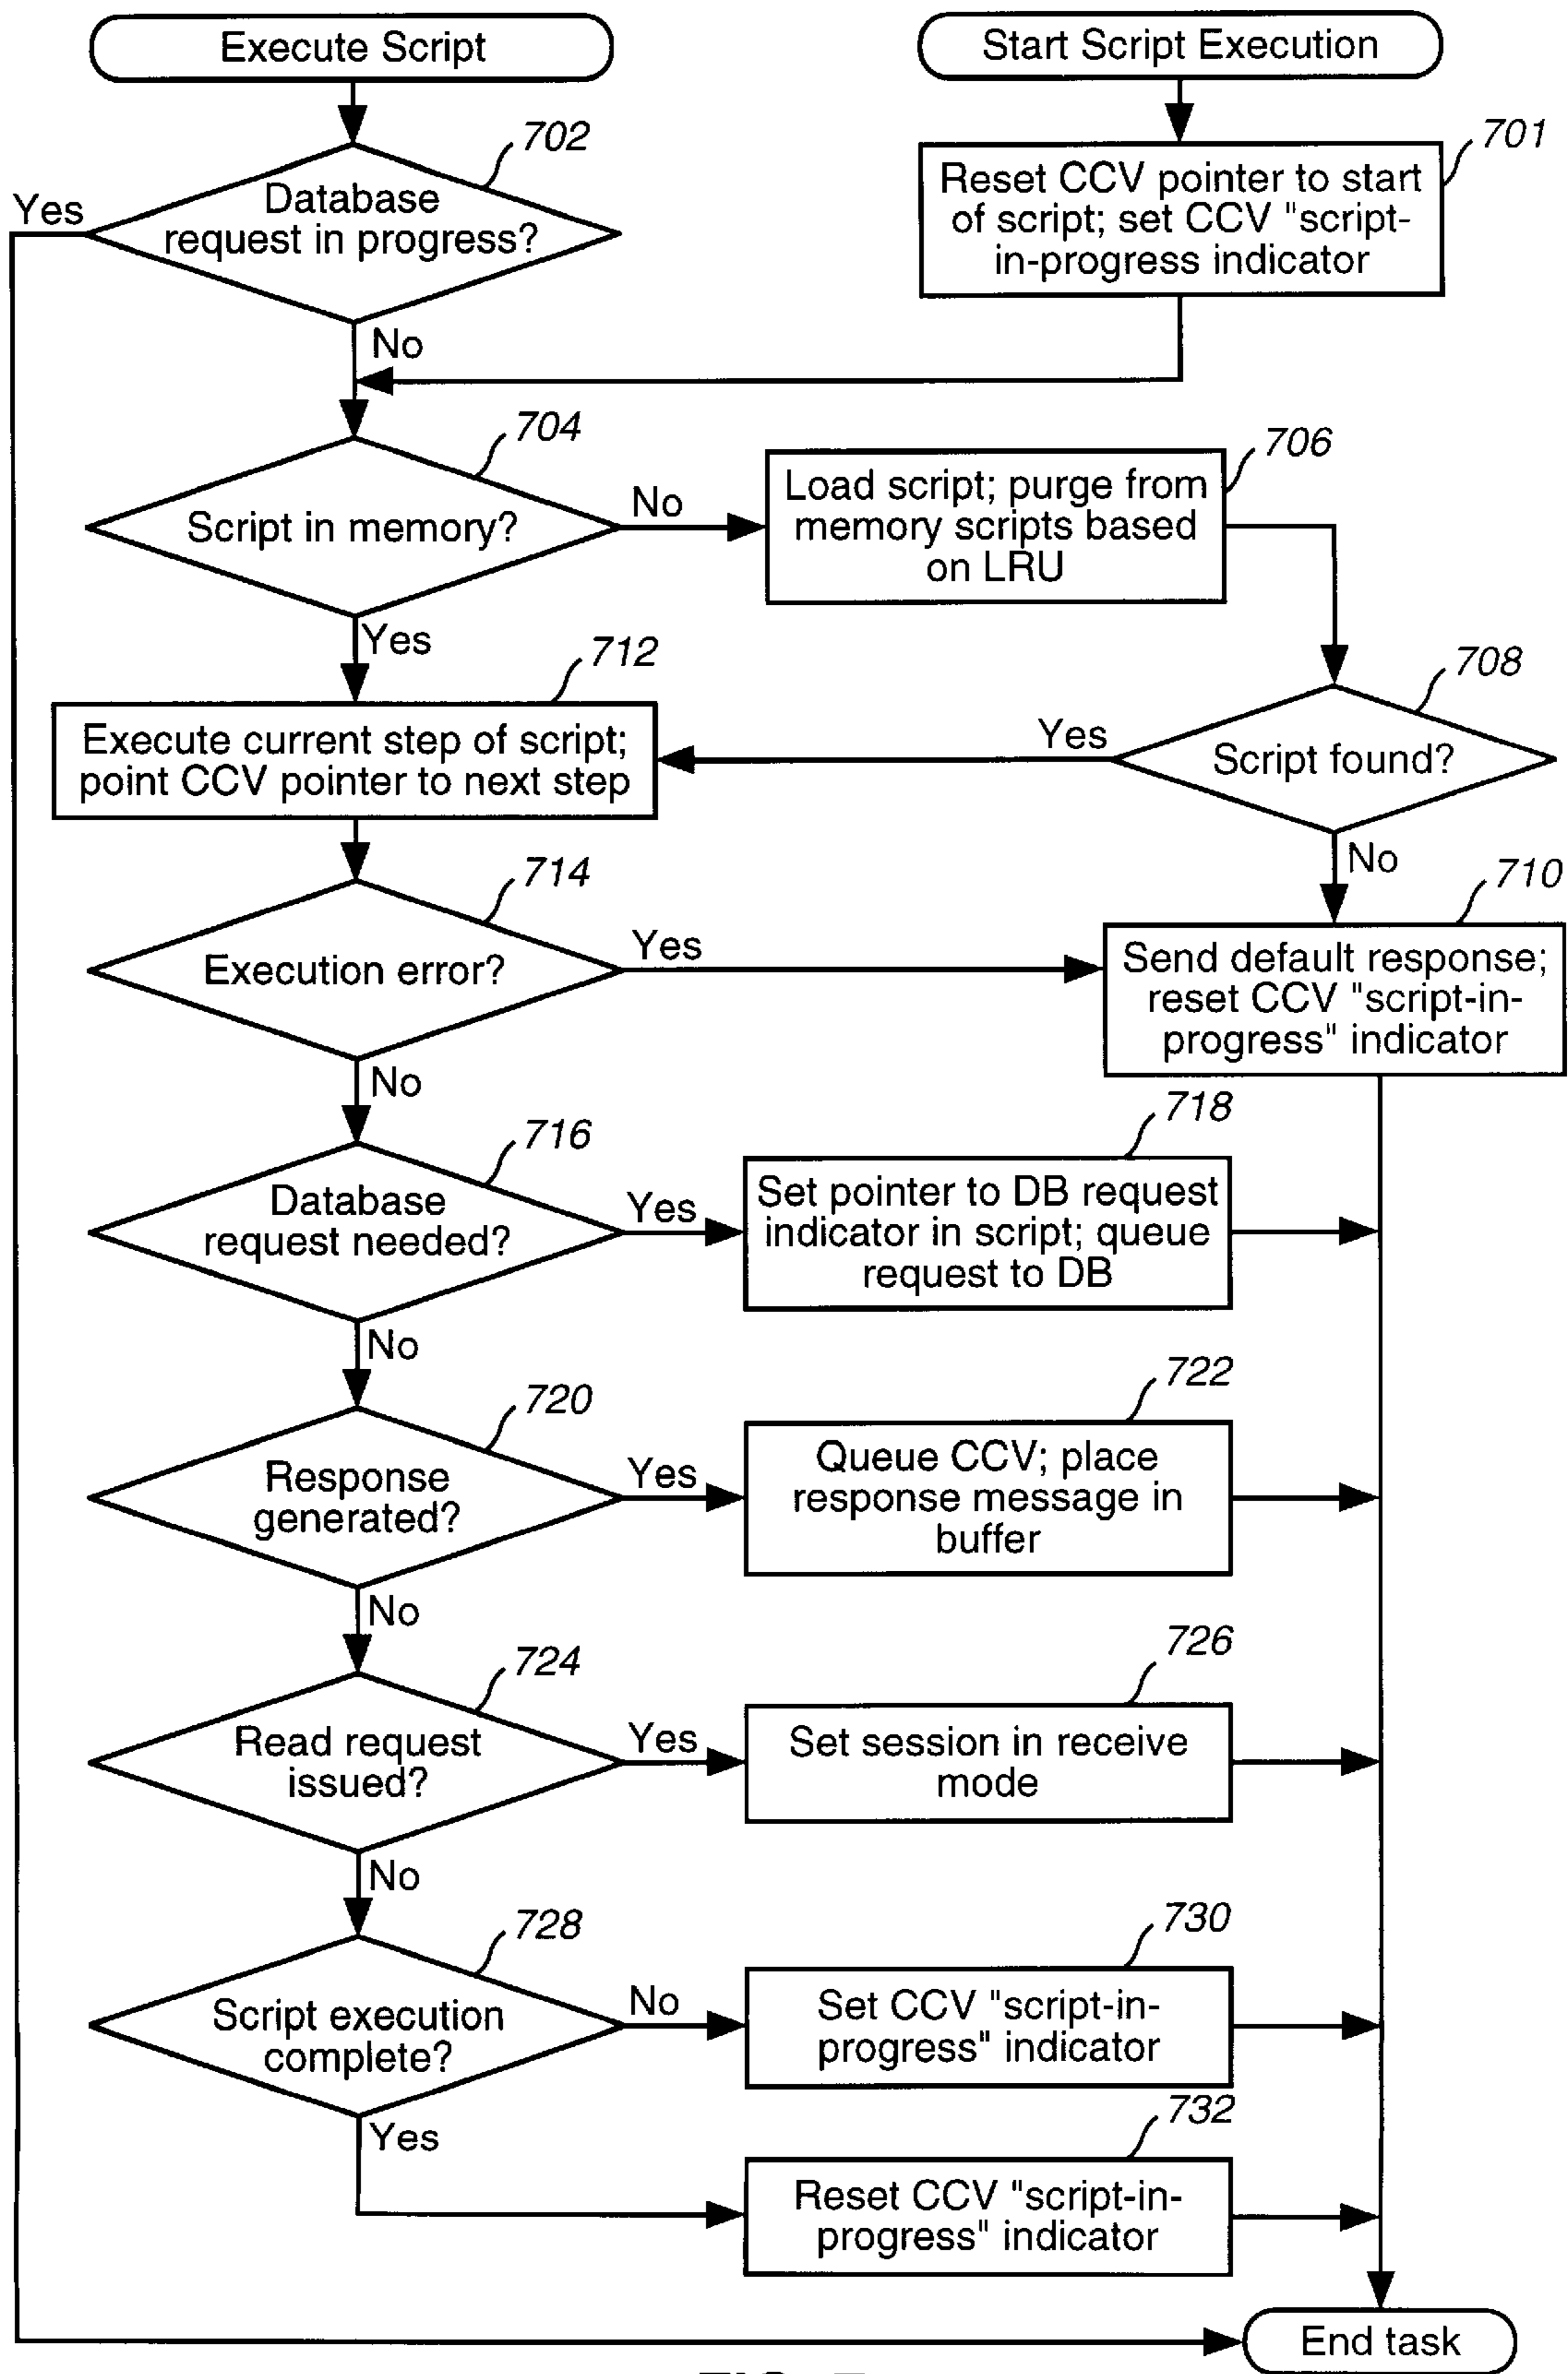 Execute Script
Start Script Execution
702
701
Database
request in progress?
Yes
Reset CCV pointer to start
of script; set CCV "script-
in-progress indicator
No
704
706
Script in memory?
No
Load script; purge from
memory scripts based
on LRU
Yes
712
708
Execute current step of script;
point CCV pointer to next step
Yes
Script found?
No
714
710
Execution error?
Yes
Send default response;
reset CCV "script-in-
progress" indicator
No
716
718
Database
request needed?
Yes
Set pointer to DB request
indicator in script; queue
request to DB
No
720
722
Response
generated?
Yes
Queue CCV; place
response message in
buffer
No
724
726
Read request
issued?
Yes
Set session in receive
mode
No
728
730
Script execution
complete?
No
Set CCV "script-in-
progress" indicator
Yes
732
Reset CCV "script-in-
progress" indicator
End task